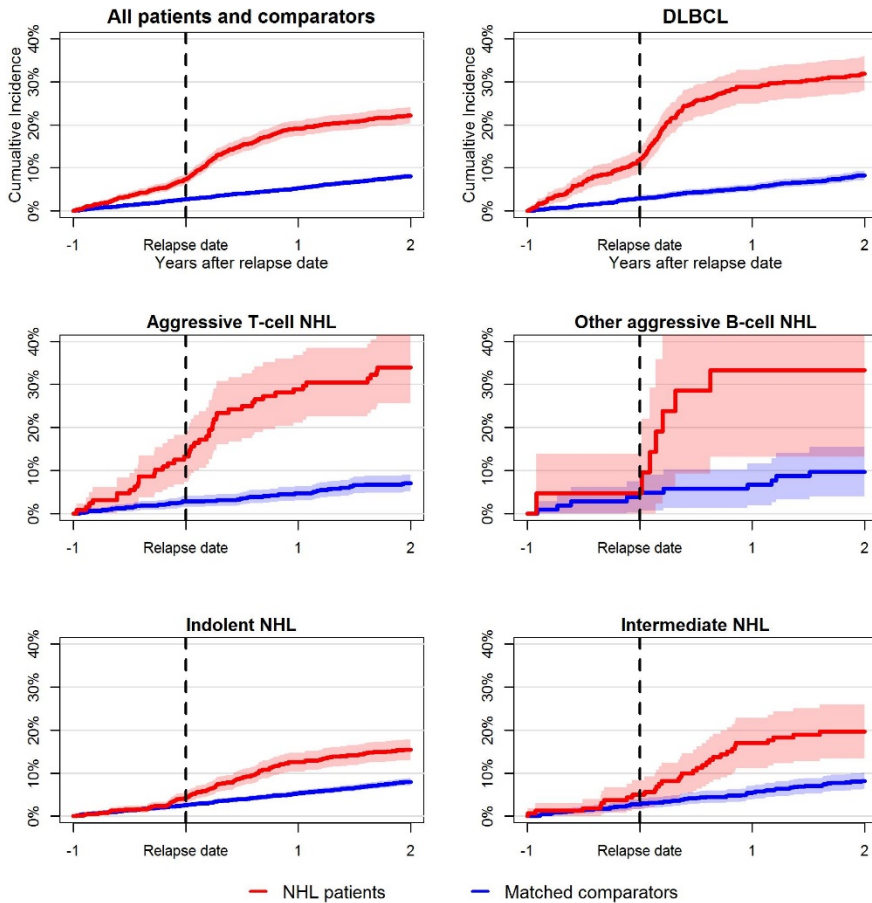 All patients and comparators
DLBCL
Cumualtive Incidence
0% 10% 20% 30% 40%
-1 Relapse date 1 2
Years after relapse date
Cumualtive Incidence
0% 10% 20% 30% 40%
-1 Relapse date 1 2
Years after relapse date
Aggressive T-cell NHL
Other aggressive B-cell NHL
0% 10% 20% 30% 40%
-1 Relapse date 1 2
0% 10% 20% 30% 40%
-1 Relapse date 1 2
Indolent NHL
Intermediate NHL
0% 10% 20% 30% 40%
-1 Relapse date 1 2
0% 10% 20% 30% 40%
-1 Relapse date 1 2
NHL patients
Matched comparators